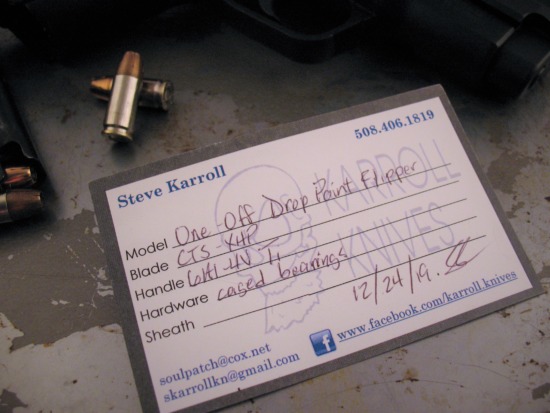 508.406.1819
Steve Karroll
KARROLL
KNIVES
Model One-Off Drop Point Flipper
Blade CTS XHP
Handle 6Al-4V Ti
Hardware caged bearings
Sheath
12/24/19.
www.facebook.com/karroll.knives
soulpatch@cox.net
skarrollkn@gmail.com